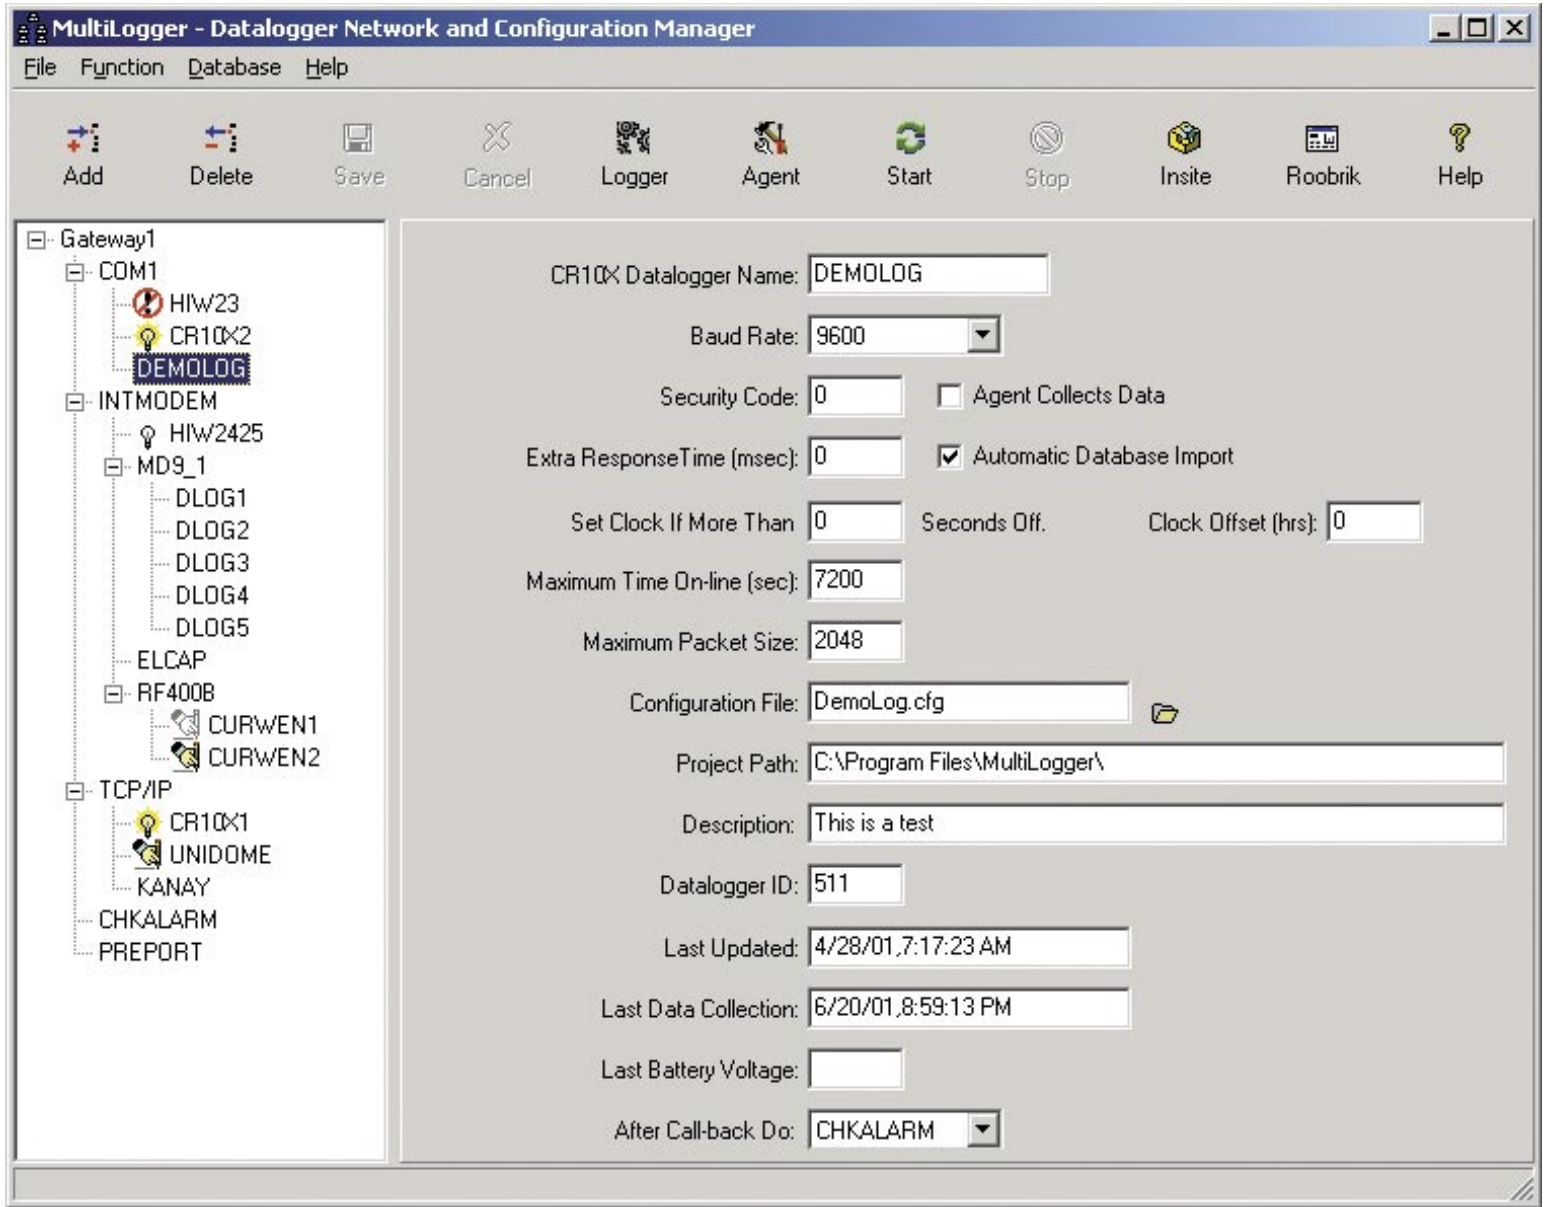 MultiLogger - Datalogger Network and Configuration Manager
File Function Database Help
Add Delete Save Cancel Logger Agent Start Stop Insite Roobrik Help
Gateway1
COM1
HIW23
CR10X2
DEMOLOG
INTMODEM
HIW2425
MD9_1
DLOG1
DLOG2
DLOG3
DLOG4
DLOG5
ELCAP
RF400B
CURWEN1
CURWEN2
TCP/IP
CR10X1
UNIDOME
KANAY
CHKALARM
PREPORT
CR10X Datalogger Name: DEMOLOG
Baud Rate: 9600
Security Code: 0 Agent Collects Data
Extra ResponseTime (msec): 0 Automatic Database Import
Set Clock If More Than 0 Seconds Off. Clock Offset (hrs): 0
Maximum Time On-line (sec): 7200
Maximum Packet Size: 2048
Configuration File: DemoLog.cfg
Project Path: C:\Program Files\MultiLogger\
Description: This is a test
Datalogger ID: 511
Last Updated: 4/28/01,7:17:23 AM
Last Data Collection: 6/20/01,8:59:13 PM
Last Battery Voltage:
After Call-back Do: CHKALARM